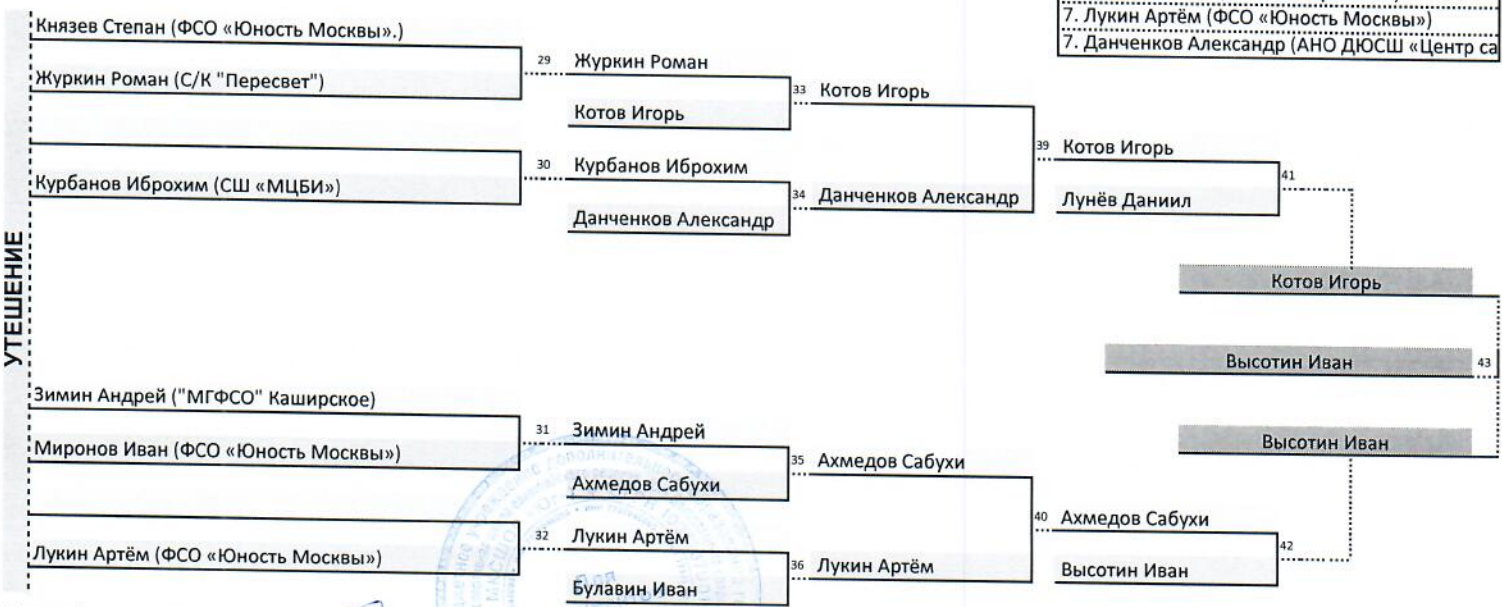 7. Лукин Артём (ФСО «Юность Москвы»)
7. Данченков Александр (АНО ДЮСШ «Центр са
УТЕШЕНИЕ
Князев Степан (ФСО «Юность Москвы».)
Журкин Роман (С/К "Пересвет")
29 Журкин Роман
Котов Игорь
33 Котов Игорь
Курбанов Иброхим (СШ «МЦБИ»)
30 Курбанов Иброхим
Данченков Александр
34 Данченков Александр
39 Котов Игорь
Лунёв Даниил
41
Котов Игорь
Высотин Иван 43
Высотин Иван
Зимин Андрей ("МГФСО" Каширское)
Миронов Иван (ФСО «Юность Москвы»)
31 Зимин Андрей
Ахмедов Сабухи
35 Ахмедов Сабухи
Лукин Артём (ФСО «Юность Москвы»)
32 Лукин Артём
Булавин Иван
36 Лукин Артём
40 Ахмедов Сабухи
Высотин Иван
42